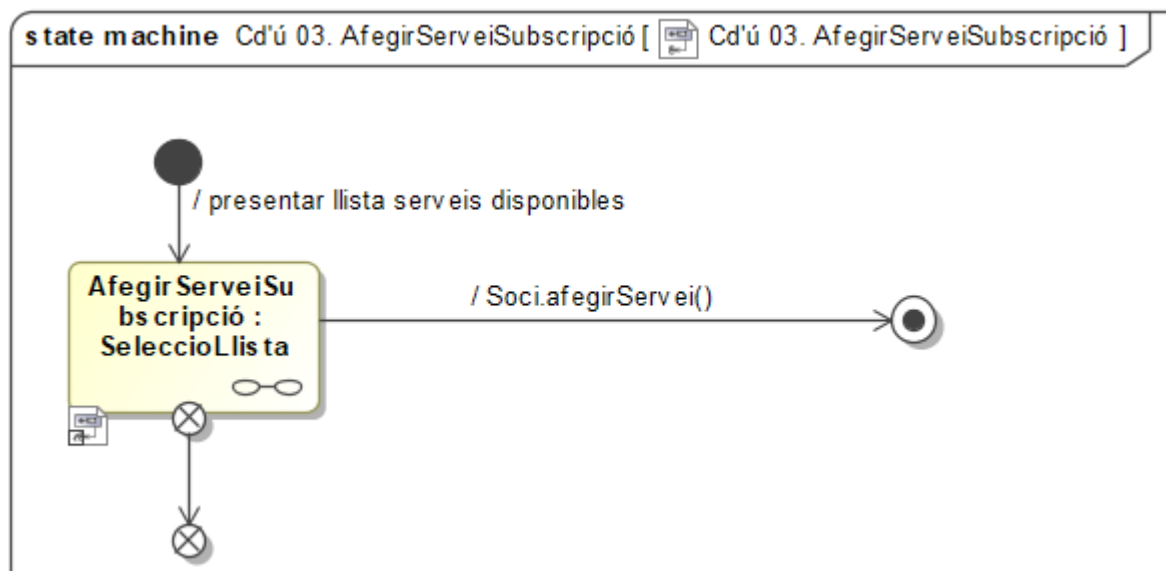 state machine Cd'ú 03. AfegirServeiSubscripció [ Cd'ú 03. AfegirServeiSubscripció ]
/ presentar llista serveis disponibles
AfegirServeiSu
bscripció :
SeleccioLlista
/ Soci.afegirServei()